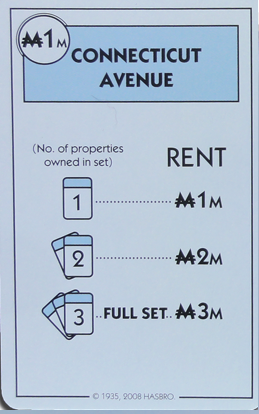 ₩1M
CONNECTICUT
AVENUE
(No. of properties
owned in set)
RENT
1 ₩1M
2 ₩2M
3 FULL SET ₩3M
© 1935, 2008 HASBRO